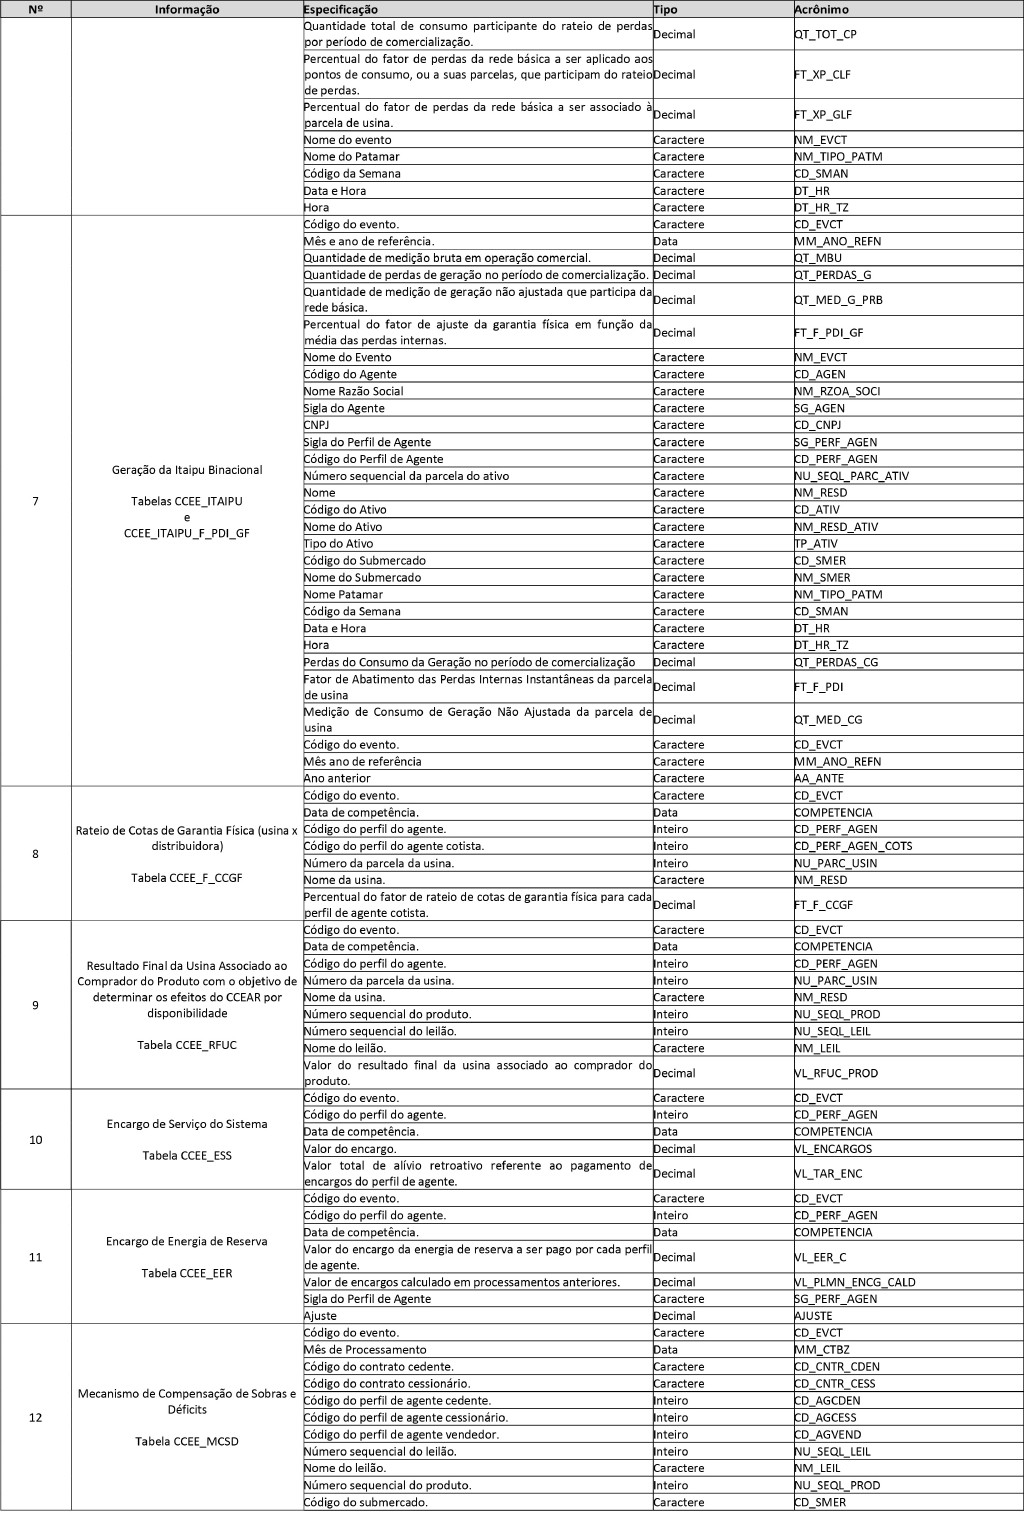 Nº Informação Especificação Tipo Acrônimo
Quantidade total de consumo participante do rateio de perdas
por período de comercialização. Decimal QT_TOT_CP
Percentual do fator de perdas da rede básica a ser aplicado aos
pontos de consumo, ou a suas parcelas, que participam do rateio Decimal FT_XP_CLF
de perdas.
Percentual do fator de perdas da rede básica a ser associado à
parcela de usina. Decimal FT_XP_GLF
Nome do evento Caractere NM_EVCT
Nome do Patamar Caractere NM_TIPO_PATM
Código da Semana Caractere CD_SMAN
Data e Hora Caractere DT_HR
Hora Caractere DT_HR_TZ
7
Geração da Itaipu Binacional
Tabelas CCEE_ITAIPU
e
CCEE_ITAIPU_F_PDI_GF
Código do evento. Caractere CD_EVCT
Mês e ano de referência. Data MM_ANO_REFN
Quantidade de medição bruta em operação comercial. Decimal QT_MBU
Quantidade de perdas de geração no período de comercialização. Decimal QT_PERDAS_G
Quantidade de medição de geração não ajustada que participa da
rede básica. Decimal QT_MED_G_PRB
Percentual do fator de ajuste da garantia física em função da
média das perdas internas. Decimal FT_F_PDI_GF
Nome do Evento Caractere NM_EVCT
Código do Agente Caractere CD_AGEN
Nome Razão Social Caractere NM_RZOA_SOCI
Sigla do Agente Caractere SG_AGEN
CNPJ Caractere CD_CNPJ
Sigla do Perfil de Agente Caractere SG_PERF_AGEN
Código do Perfil de Agente Caractere CD_PERF_AGEN
Número sequencial da parcela do ativo Caractere NU_SEQL_PARC_ATIV
Nome Caractere NM_RESD
Código do Ativo Caractere CD_ATIV
Nome do Ativo Caractere NM_RESD_ATIV
Tipo do Ativo Caractere TP_ATIV
Código do Submercado Caractere CD_SMER
Nome do Submercado Caractere NM_SMER
Nome Patamar Caractere NM_TIPO_PATM
Código da Semana Caractere CD_SMAN
Data e Hora Caractere DT_HR
Hora Caractere DT_HR_TZ
Perdas do Consumo da Geração no período de comercialização Decimal QT_PERDAS_CG
Fator de Abatimento das Perdas Internas Instantâneas da parcela
de usina Decimal FT_F_PDI
Medição de Consumo de Geração Não Ajustada da parcela de
usina Decimal QT_MED_CG
Código do evento. Caractere CD_EVCT
Mês ano de referência Caractere MM_ANO_REFN
Ano anterior Caractere AA_ANTE
8
Rateio de Cotas de Garantia Física (usina x
distribuidora)
Tabela CCEE_F_CCGF
Código do evento. Caractere CD_EVCT
Data de competência. Data COMPETENCIA
Código do perfil do agente. Inteiro CD_PERF_AGEN
Código do perfil do agente cotista. Inteiro CD_PERF_AGEN_COTS
Número da parcela da usina. Inteiro NU_PARC_USIN
Nome da usina. Caractere NM_RESD
Percentual do fator de rateio de cotas de garantia física para cada
perfil de agente cotista. Decimal FT_F_CCGF
9
Resultado Final da Usina Associado ao
Comprador do Produto com o objetivo de
determinar os efeitos do CCEAR por
disponibilidade
Tabela CCEE_RFUC
Código do evento. Caractere CD_EVCT
Data de competência. Data COMPETENCIA
Código do perfil do agente. Inteiro CD_PERF_AGEN
Número da parcela da usina. Inteiro NU_PARC_USIN
Nome da usina. Caractere NM_RESD
Número sequencial do produto. Inteiro NU_SEQL_PROD
Número sequencial do leilão. Inteiro NU_SEQL_LEIL
Nome do leilão. Caractere NM_LEIL
Valor do resultado final da usina associado ao comprador do
produto. Decimal VL_RFUC_PROD
10
Encargo de Serviço do Sistema
Tabela CCEE_ESS
Código do evento. Caractere CD_EVCT
Código do perfil do agente. Inteiro CD_PERF_AGEN
Data de competência. Data COMPETENCIA
Valor do encargo. Decimal VL_ENCARGOS
Valor total de alívio retroativo referente ao pagamento de
encargos do perfil de agente. Decimal VL_TAR_ENC
11
Encargo de Energia de Reserva
Tabela CCEE_EER
Código do evento. Caractere CD_EVCT
Código do perfil do agente. Inteiro CD_PERF_AGEN
Data de competência. Data COMPETENCIA
Valor do encargo da energia de reserva a ser pago por cada perfil
de agente. Decimal VL_EER_C
Valor de encargos calculado em processamentos anteriores. Decimal VL_PLMN_ENCG_CALD
Sigla do Perfil de Agente Caractere SG_PERF_AGEN
Ajuste Decimal AJUSTE
12
Mecanismo de Compensação de Sobras e
Déficits
Tabela CCEE_MCSD
Código do evento. Caractere CD_EVCT
Mês de Processamento Data MM_CTBZ
Código do contrato cedente. Caractere CD_CNTR_CDEN
Código do contrato cessionário. Caractere CD_CNTR_CESS
Código do perfil de agente cedente. Inteiro CD_AGCDEN
Código do perfil de agente cessionário. Inteiro CD_AGCESS
Código do perfil de agente vendedor. Inteiro CD_AGVEND
Número sequencial do leilão. Inteiro NU_SEQL_LEIL
Nome do leilão. Caractere NM_LEIL
Número sequencial do produto. Inteiro NU_SEQL_PROD
Código do submercado. Caractere CD_SMER